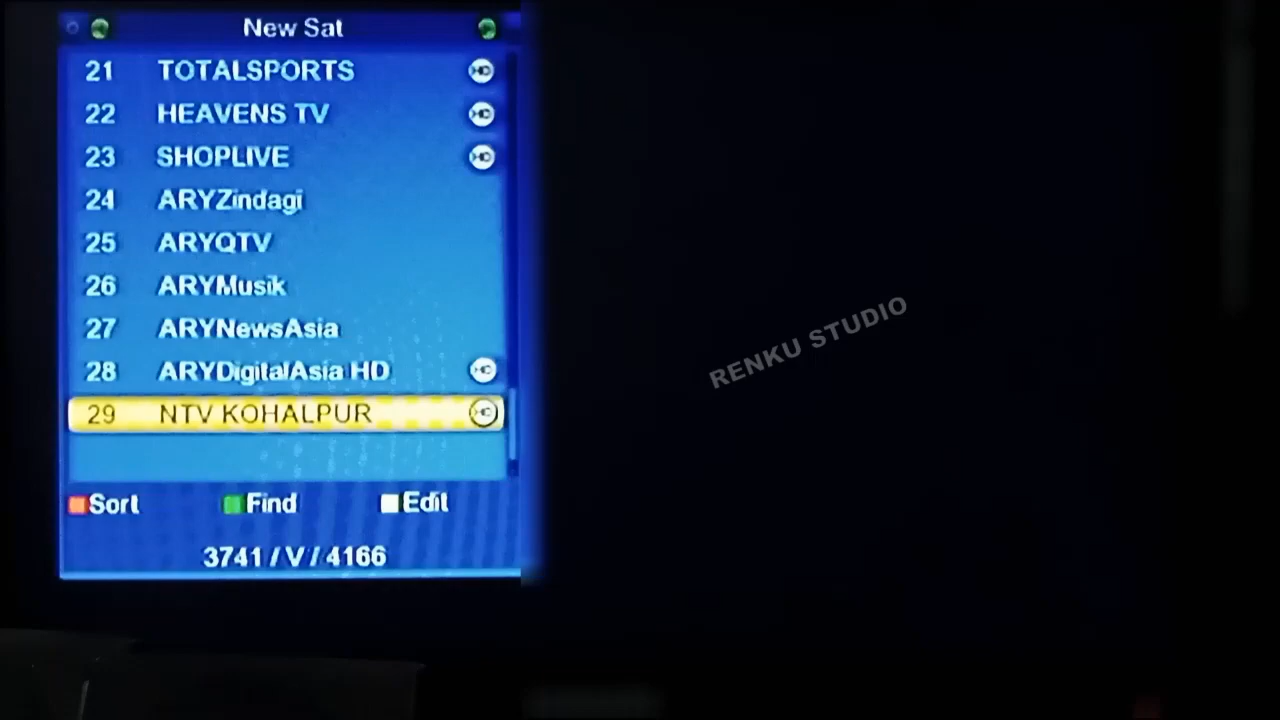 New Sat
21 TOTALSPORTS
22 HEAVENS TV
23 SHOPLIVE
24 ARYZindagi
25 ARYQTV
26 ARYMusik
27 ARYNewsAsia
28 ARYDigitalAsia HD
29 NTV KOHALPUR
Sort Find Edit
3741 / V / 4166
RENKU STUDIO